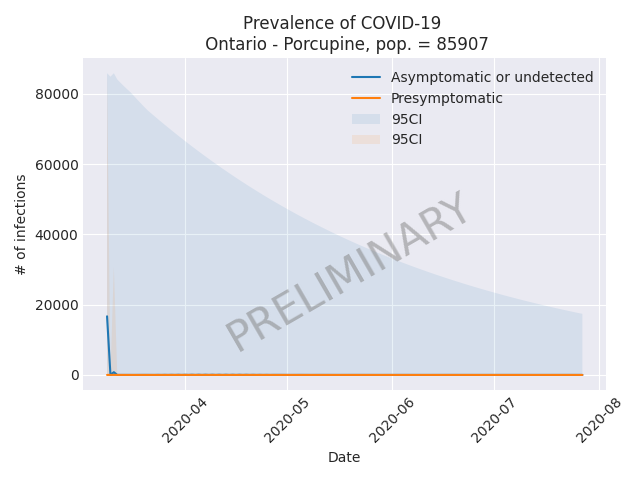 Prevalence of COVID-19
Ontario - Porcupine, pop. = 85907
Asymptomatic or undetected
Presymptomatic
95CI
95CI
80000
60000
40000
20000
0
# of infections
PRELIMINARY
2020-04
2020-05
2020-06
2020-07
2020-08
Date